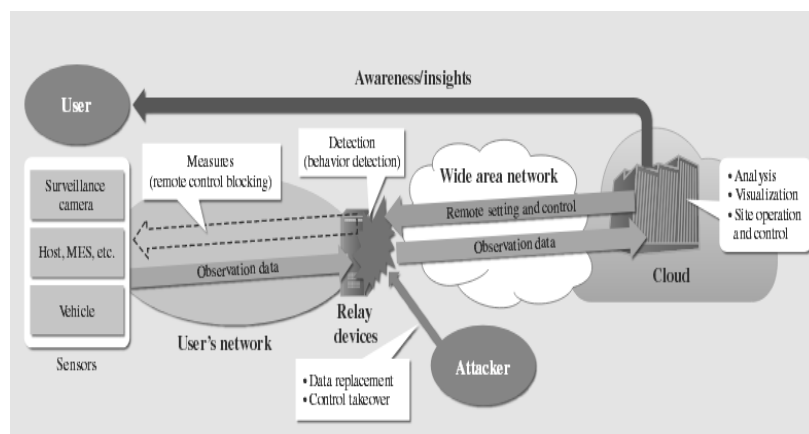 Awareness/insights
User
Measures
(remote control blocking)
Detection
(behavior detection)
Wide area network
• Analysis
• Visualization
• Site operation
and control
Surveillance
camera
Host, MES, etc.
Vehicle
Sensors
Remote setting and control
Observation data
Observation data
Cloud
User's network
Relay
devices
• Data replacement
• Control takeover
Attacker